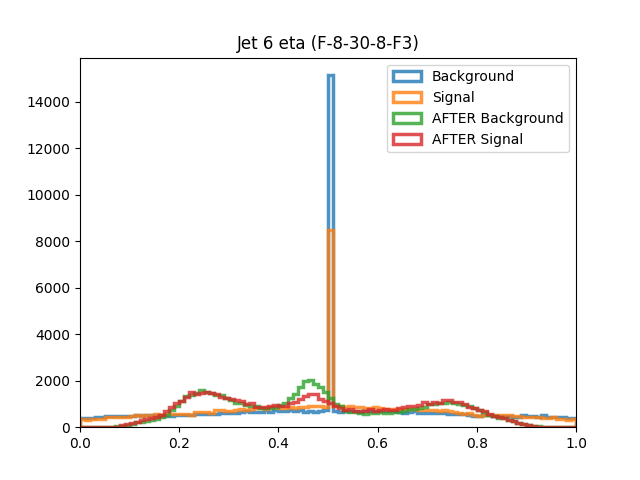 Jet 6 eta (F-8-30-8-F3)
Background
Signal
AFTER Background
AFTER Signal
14000
12000
10000
8000
6000
4000
2000
0
0.0 0.2 0.4 0.6 0.8 1.0